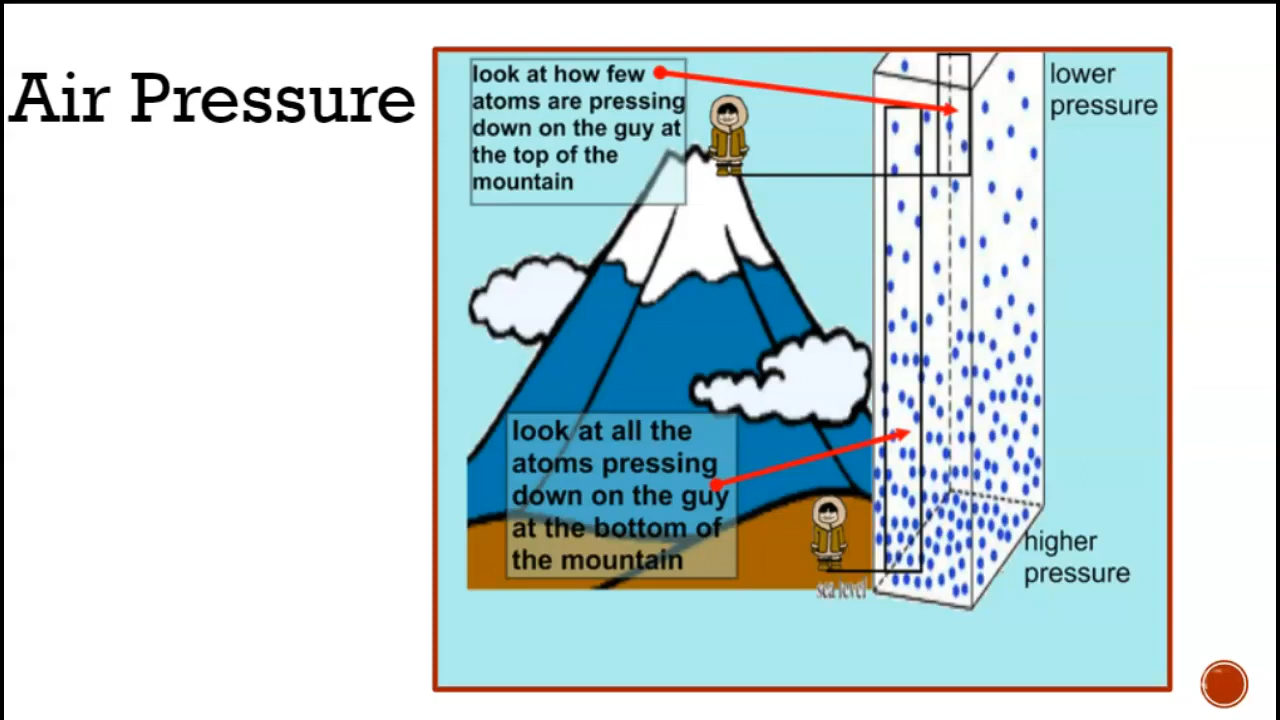 Air Pressure
look at how few
atoms are pressing
down on the guy at
the top of the
mountain
lower
pressure
look at all the
atoms pressing
down on the guy
at the bottom of
the mountain
higher
pressure
sea level